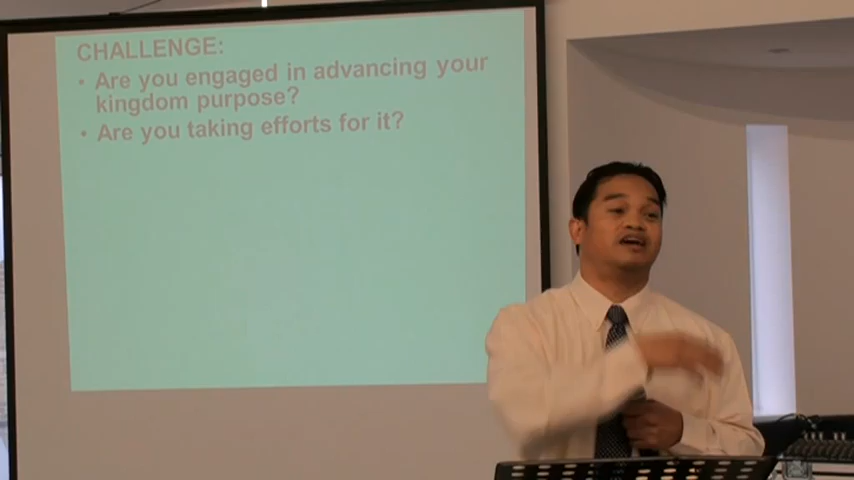 CHALLENGE:
• Are you engaged in advancing your
kingdom purpose?
• Are you taking efforts for it?